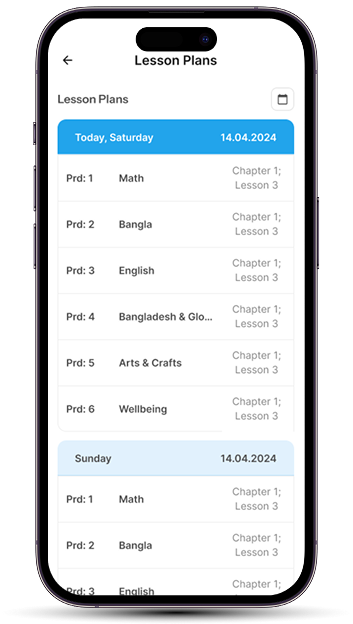 Lesson Plans
Lesson Plans
Today, Saturday 14.04.2024
Prd: 1 Math Chapter 1;
Lesson 3
Prd: 2 Bangla Chapter 1;
Lesson 3
Prd: 3 English Chapter 1;
Lesson 3
Prd: 4 Bangladesh & Glo... Chapter 1;
Lesson 3
Prd: 5 Arts & Crafts Chapter 1;
Lesson 3
Prd: 6 Wellbeing Chapter 1;
Lesson 3
Sunday 14.04.2024
Prd: 1 Math Chapter 1;
Lesson 3
Prd: 2 Bangla Chapter 1;
Lesson 3
Prd: 3 English Chapter 1;